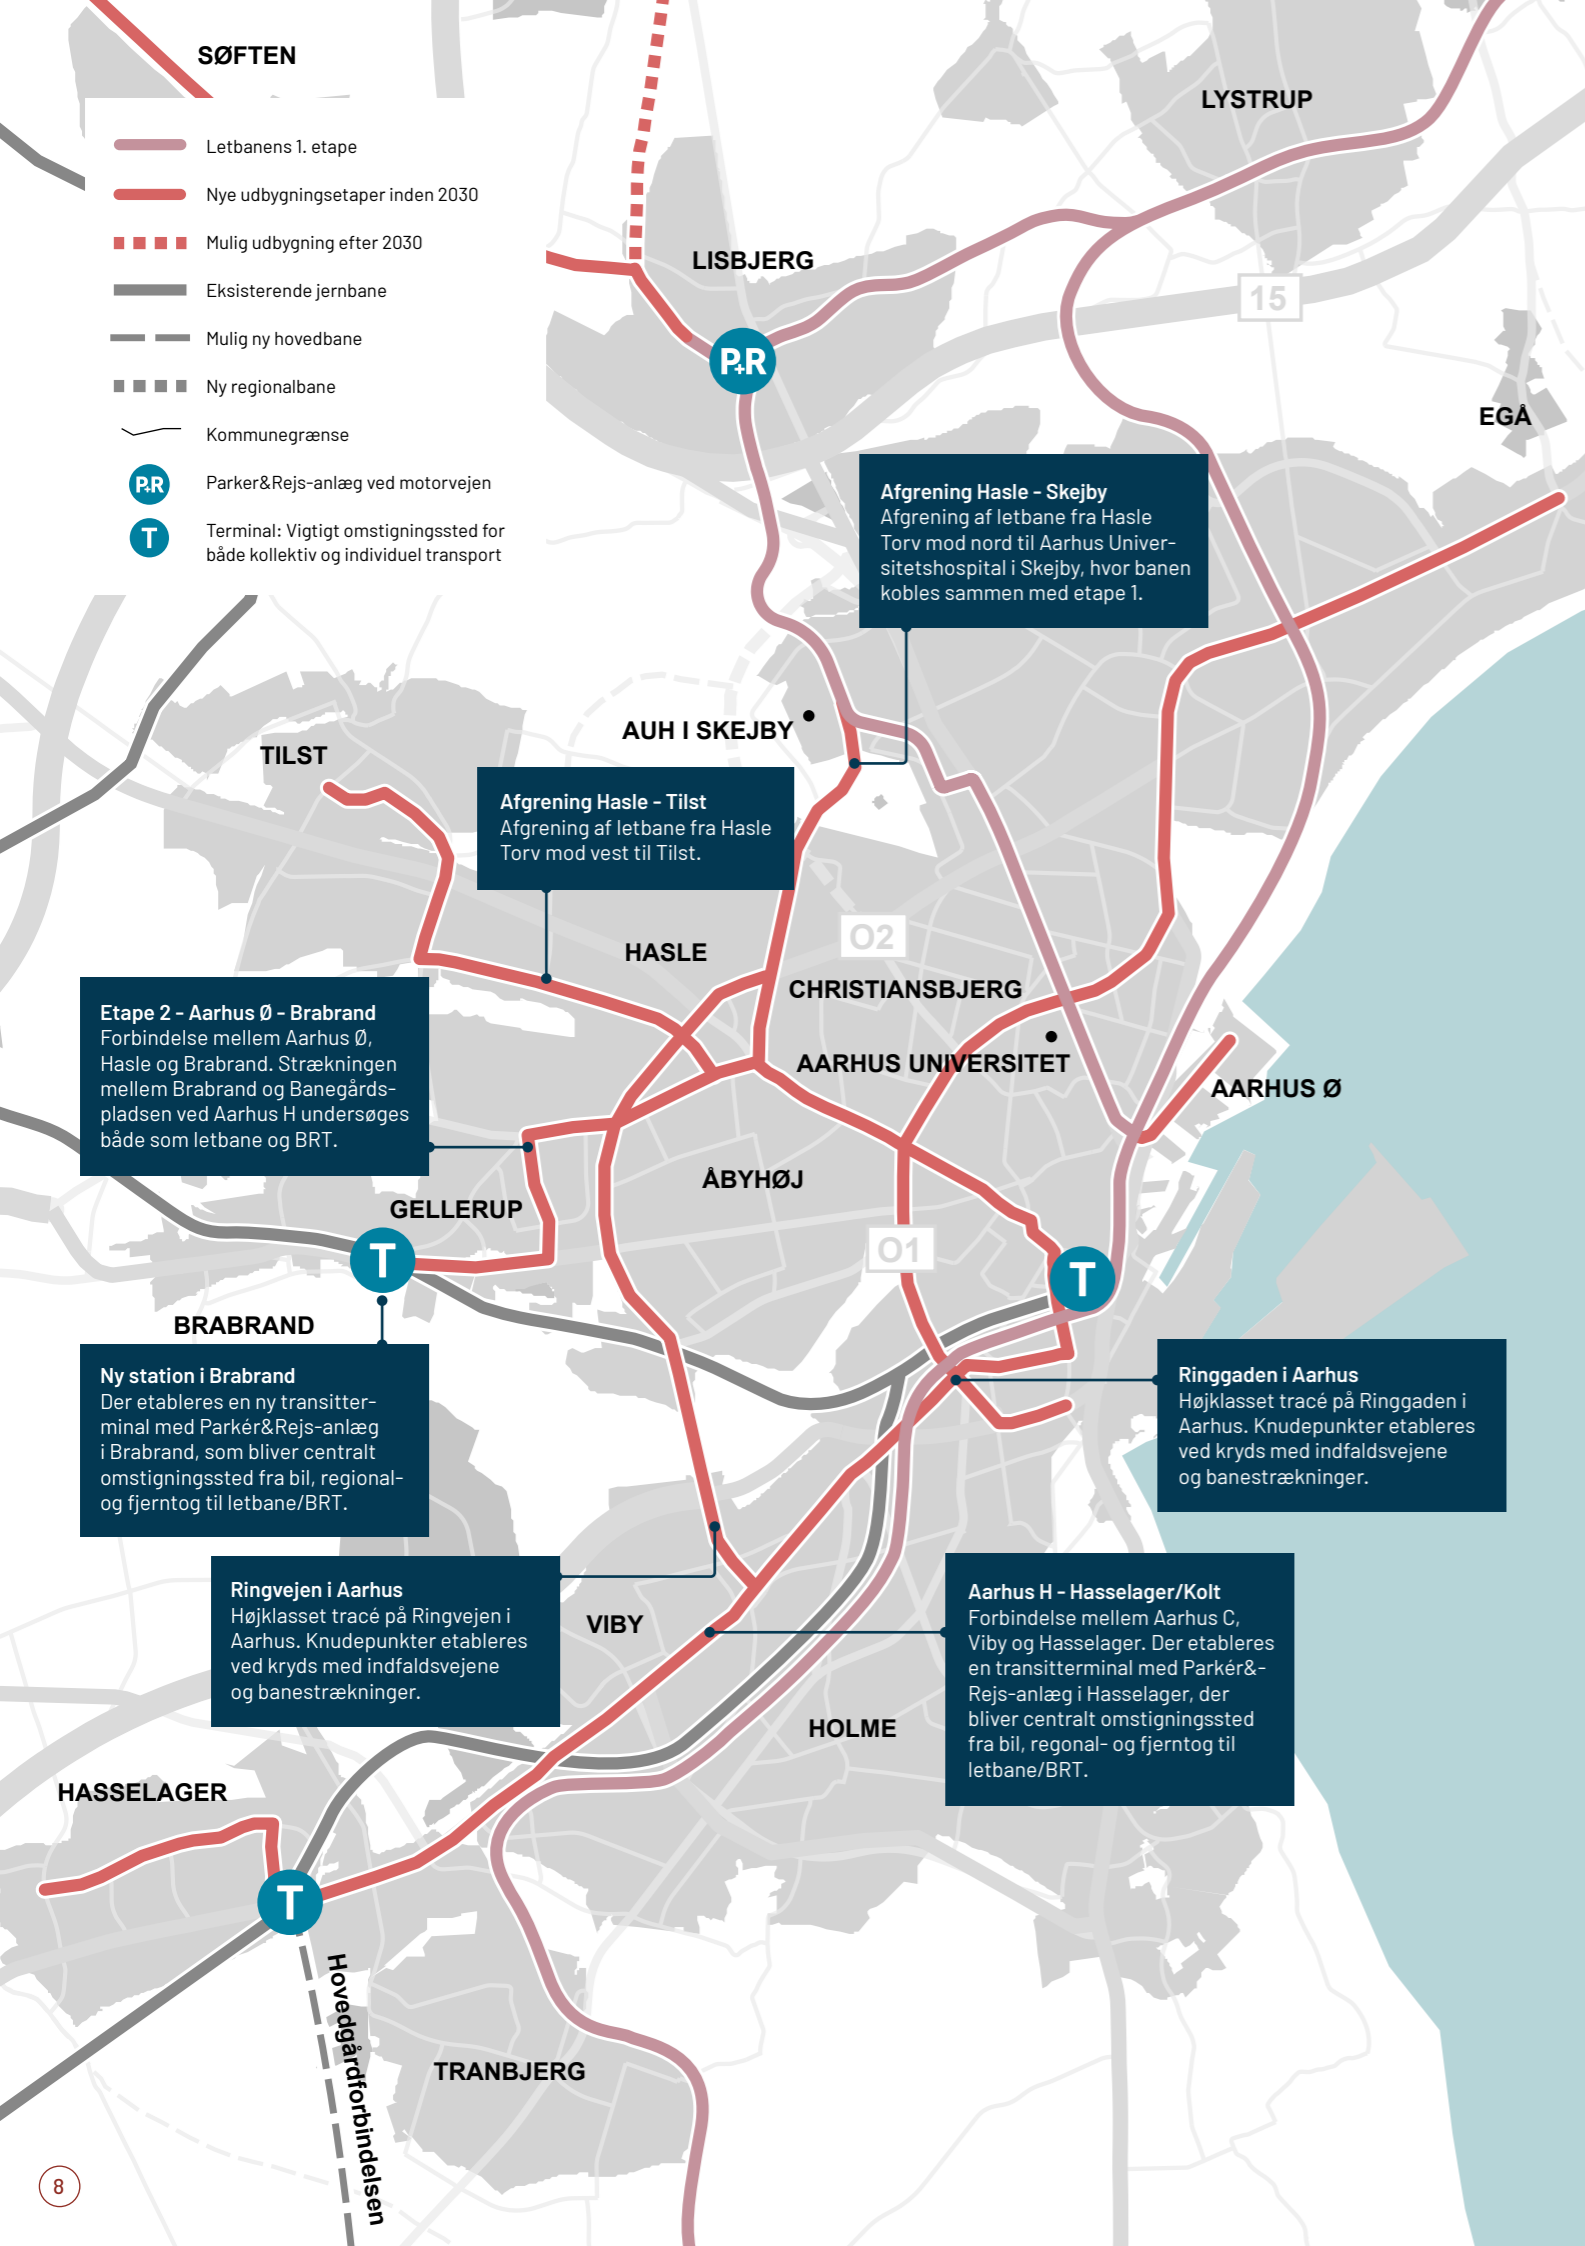 SØFTEN
LYSTRUP
Letbanens 1. etape
Nye udbygningsetaper inden 2030
Mulig udbygning efter 2030
Eksisterende jernbane
Mulig ny hovedbane
Ny regionalbane
Kommunegrænse
P+R
Parker&Rejs-anlæg ved motorvejen
T
Terminal: Vigtigt omstigningssted for
både kollektiv og individuel transport
LISBJERG
15
P+R
EGÅ
Afgrening Hasle - Skejby
Afgrening af letbane fra Hasle
Torv mod nord til Aarhus Univer-
sitetshospital i Skejby, hvor banen
kobles sammen med etape 1.
AUH I SKEJBY
TILST
Afgrening Hasle - Tilst
Afgrening af letbane fra Hasle
Torv mod vest til Tilst.
HASLE
O2
CHRISTIANSBJERG
Etape 2 - Aarhus Ø - Brabrand
Forbindelse mellem Aarhus Ø,
Hasle og Brabrand. Strækningen
mellem Brabrand og Banegårds-
pladsen ved Aarhus H undersøges
både som letbane og BRT.
AARHUS UNIVERSITET
AARHUS Ø
ÅBYHØJ
GELLERUP
O1
T
T
BRABRAND
Ny station i Brabrand
Der etableres en ny transitter-
minal med Parkér&Rejs-anlæg
i Brabrand, som bliver centralt
omstigningssted fra bil, regional-
og fjerntog til letbane/BRT.
Ringgaden i Aarhus
Højklasset tracé på Ringgaden i
Aarhus. Knudepunkter etableres
ved kryds med indfaldsvejene
og banestrækninger.
Ringvejen i Aarhus
Højklasset tracé på Ringvejen i
Aarhus. Knudepunkter etableres
ved kryds med indfaldsvejene
og banestrækninger.
VIBY
Aarhus H - Hasselager/Kolt
Forbindelse mellem Aarhus C,
Viby og Hasselager. Der etableres
en transitterminal med Parkér&-
Rejs-anlæg i Hasselager, der
bliver centralt omstigningssted
fra bil, regonal- og fjerntog til
letbane/BRT.
HOLME
HASSELAGER
T
Hovedgårdforbindelsen
TRANBJERG
8